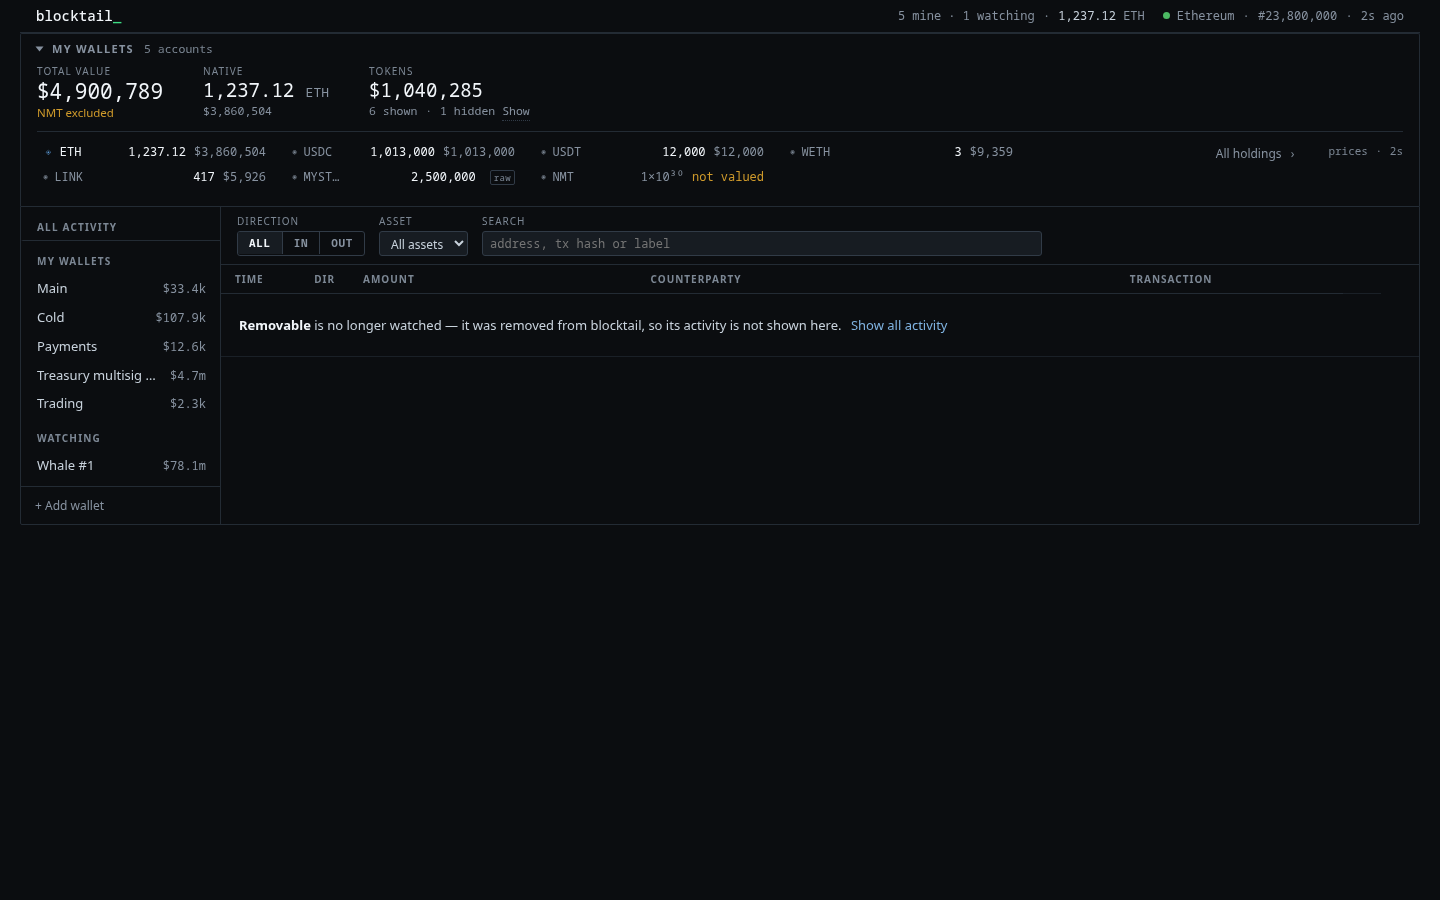 blocktail_
5 mine · 1 watching · 1,237.12 ETH Ethereum · #23,800,000 · 2s ago
MY WALLETS 5 accounts
TOTAL VALUE NATIVE TOKENS
$4,900,789 1,237.12 ETH $1,040,285
NMT excluded $3,860,504 6 shown · 1 hidden Show
ETH 1,237.12 $3,860,504 USDC 1,013,000 $1,013,000 USDT 12,000 $12,000 WETH 3 $9,359 All holdings › prices · 2s
LINK 417 $5,926 MYST… 2,500,000 raw NMT 1×10³⁰ not valued
ALL ACTIVITY
MY WALLETS
Main $33.4k
Cold $107.9k
Payments $12.6k
Treasury multisig ... $4.7m
Trading $2.3k
WATCHING
Whale #1 $78.1m
+ Add wallet
DIRECTION ASSET SEARCH
ALL IN OUT All assets address, tx hash or label
TIME DIR AMOUNT COUNTERPARTY TRANSACTION
Removable is no longer watched — it was removed from blocktail, so its activity is not shown here. Show all activity